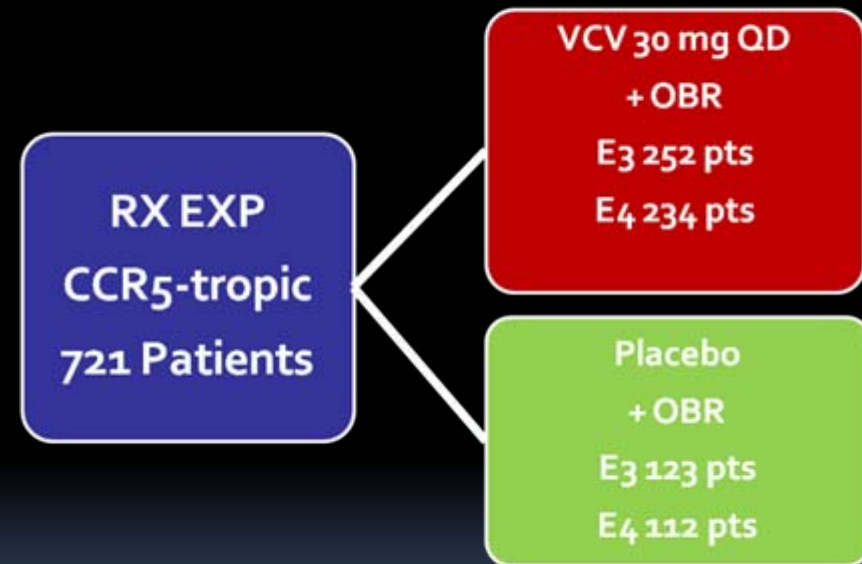 RX EXP
CCR5-tropic
721 Patients
VCV 30 mg QD
+ OBR
E3 252 pts
E4 234 pts
Placebo
+ OBR
E3 123 pts
E4 112 pts